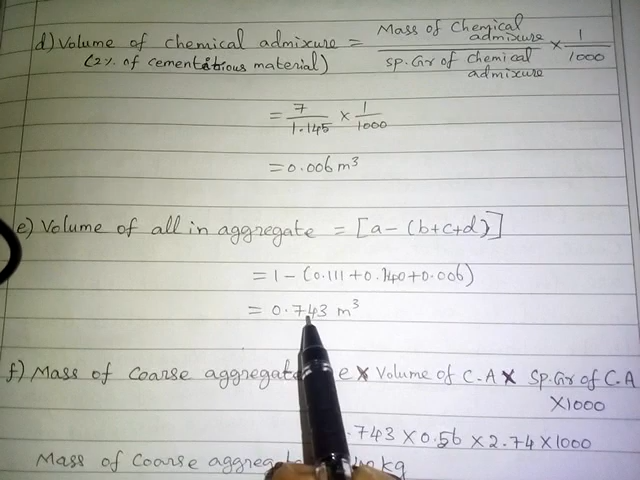 d) Volume of chemical admixure = Mass of Chemical admixure / sp. Gr of chemical admixure × 1/1000
(2% of cementitious material)
= 7/1.145 × 1/1000
= 0.006 m³
e) Volume of all in aggregate = [a - (b+c+d)]
= 1 - (0.111+0.140+0.006)
= 0.743 m³
f) Mass of coarse aggregate e × Volume of C.A × Sp.Gr of C.A
×1000
.743 × 0.56 × 2.74 × 1000
Mass of coarse aggreg kg